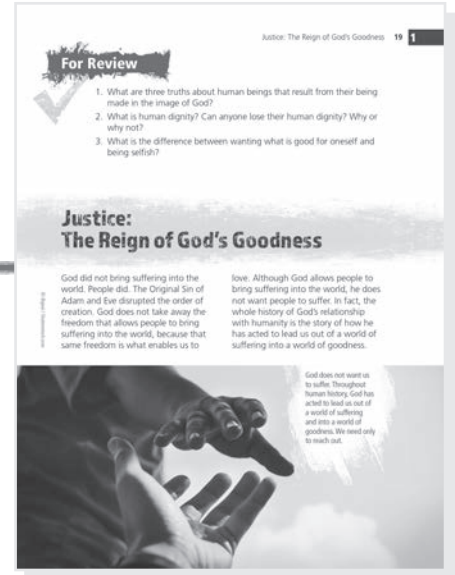 Justice: The Reign of God's Goodness 19 1
For Review
1. What are three truths about human beings that result from their being
made in the image of God?
2. What is human dignity? Can anyone lose their human dignity? Why or
why not?
3. What is the difference between wanting what is good for oneself and
being selfish?
Justice:
The Reign of God's Goodness
God did not bring suffering into the
world. People did. The Original Sin of
Adam and Eve disrupted the order of
creation. God does not take away the
freedom that allows people to bring
suffering into the world, because that
same freedom is what enables us to
love. Although God allows people to
bring suffering into the world, he does
not want people to suffer. In fact, the
whole history of God's relationship
with humanity is the story of how he
has acted to lead us out of a world of
suffering into a world of goodness.
God does not want us
to suffer. Throughout
human history, God has
acted to lead us out of
a world of suffering
and into a world of
goodness. We need only
to reach out.